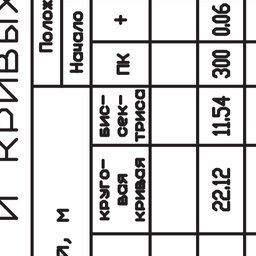 И КРИВЫХ
Полож
Начало
+
ПК
бис-
сек-
триса
круго-
вая
кривая
, м
0.06
300
11.54
22.12